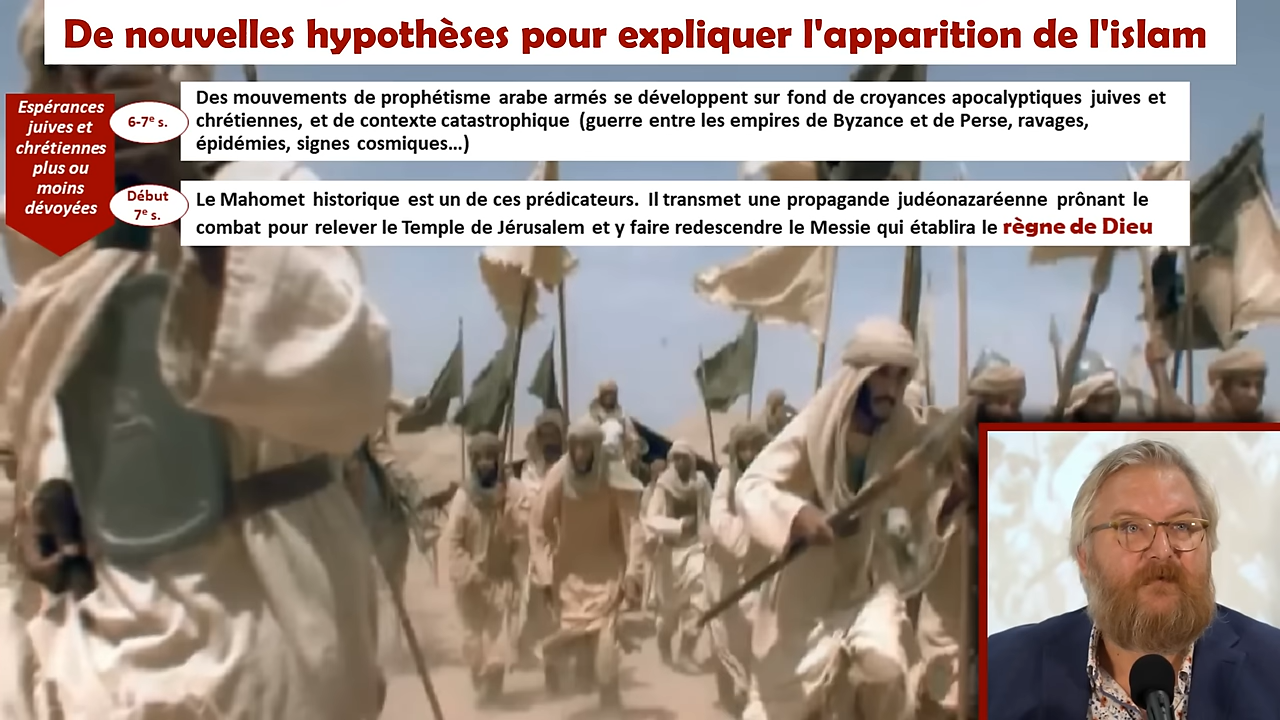 De nouvelles hypothèses pour expliquer l'apparition de l'islam
Espérances
juives et
chrétiennes
plus ou
moins
dévoyées
6-7e s.
Des mouvements de prophétisme arabe armés se développent sur fond de croyances apocalyptiques juives et
chrétiennes, et de contexte catastrophique (guerre entre les empires de Byzance et de Perse, ravages,
épidémies, signes cosmiques...)
Début
7e s.
Le Mahomet historique est un de ces prédicateurs. Il transmet une propagande judéonazaréenne prônant le
combat pour relever le Temple de Jérusalem et y faire redescendre le Messie qui établira le règne de Dieu